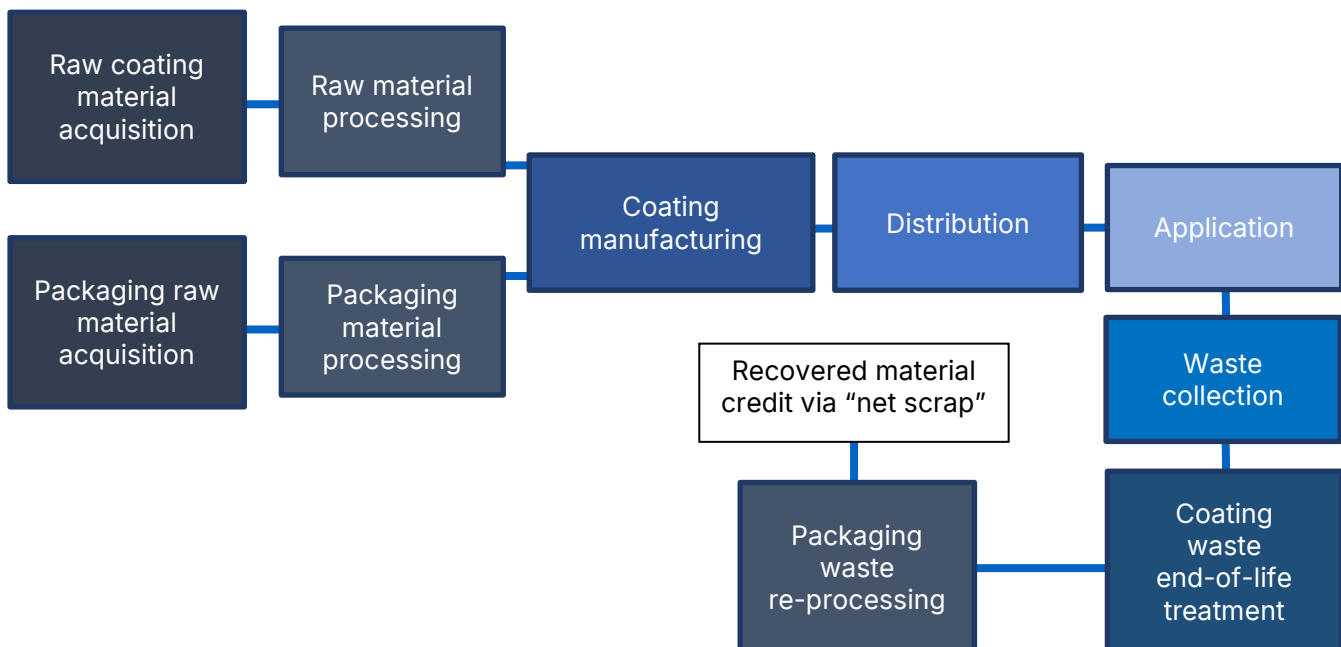 Raw coating
material
acquisition
Raw material
processing
Packaging raw
material
acquisition
Packaging
material
processing
Coating
manufacturing
Distribution
Application
Waste
collection
Coating
waste
end-of-life
treatment
Packaging
waste
re-processing
Recovered material
credit via “net scrap”